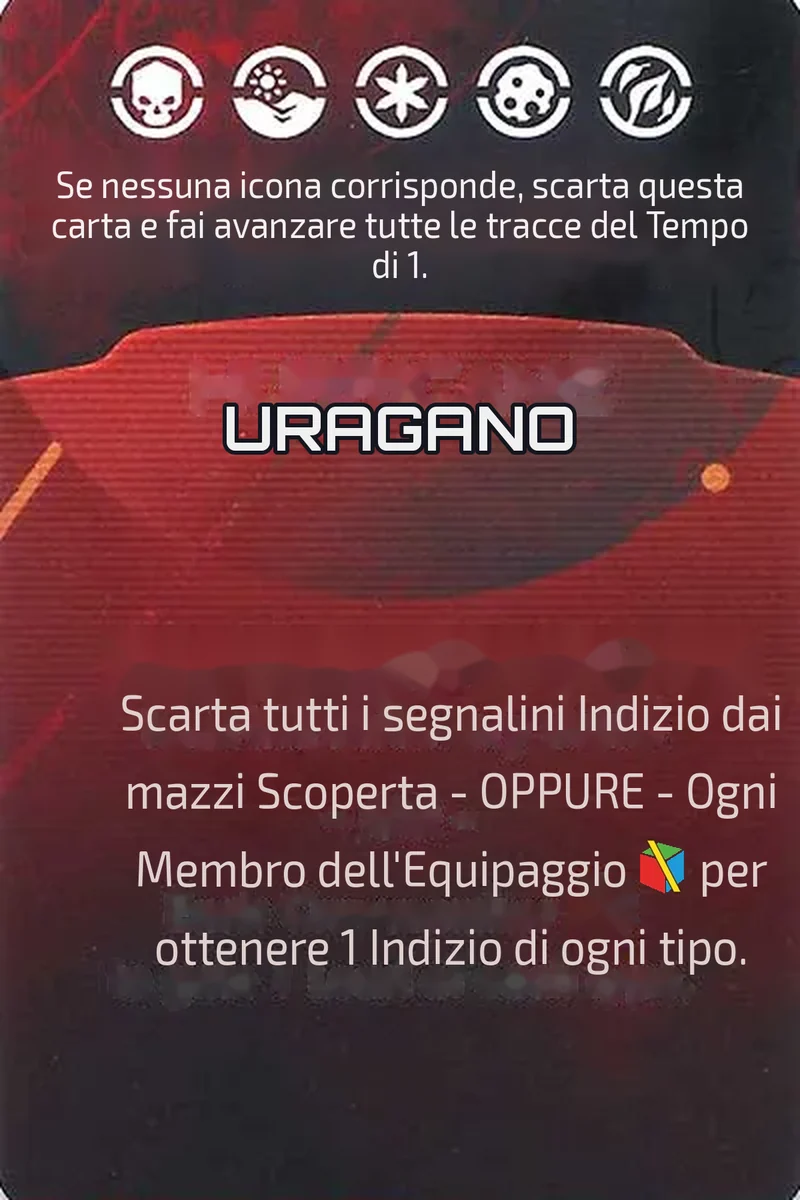 Se nessuna icona corrisponde, scarta questa
carta e fai avanzare tutte le tracce del Tempo
di 1.
URAGANO
Scarta tutti i segnalini Indizio dai
mazzi Scoperta - OPPURE - Ogni
Membro dell'Equipaggio per
ottenere 1 Indizio di ogni tipo.